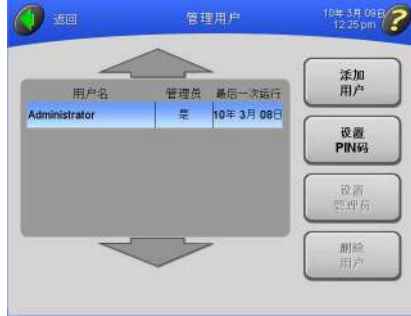 返回
管理用户
10年 3月 09日
12:25 pm
用户名 管理员 最后一次运行
Administrator 是 10年 3月 08日
添加
用户
设置
PIN码
设置
管理员
删除
用户